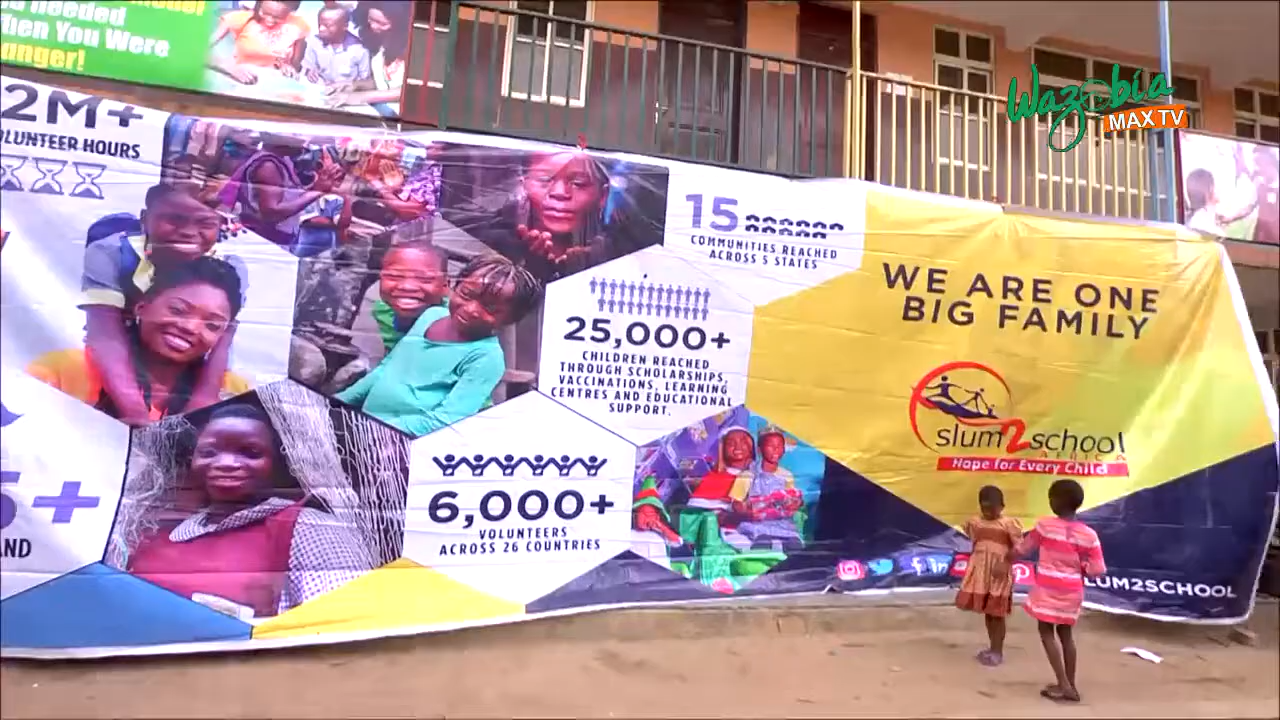 needed
When You Were
Wazobia
MAX TV
2M+
VOLUNTEER HOURS
15
COMMUNITIES REACHED
ACROSS 5 STATES
WE ARE ONE
BIG FAMILY
25,000+
CHILDREN REACHED
THROUGH SCHOLARSHIPS,
VACCINATIONS, LEARNING
CENTRES AND EDUCATIONAL
SUPPORT.
slum2school
AFRICA
Hope for Every Child
5+
AND
6,000+
VOLUNTEERS
ACROSS 26 COUNTRIES
LUM2SCHOOL